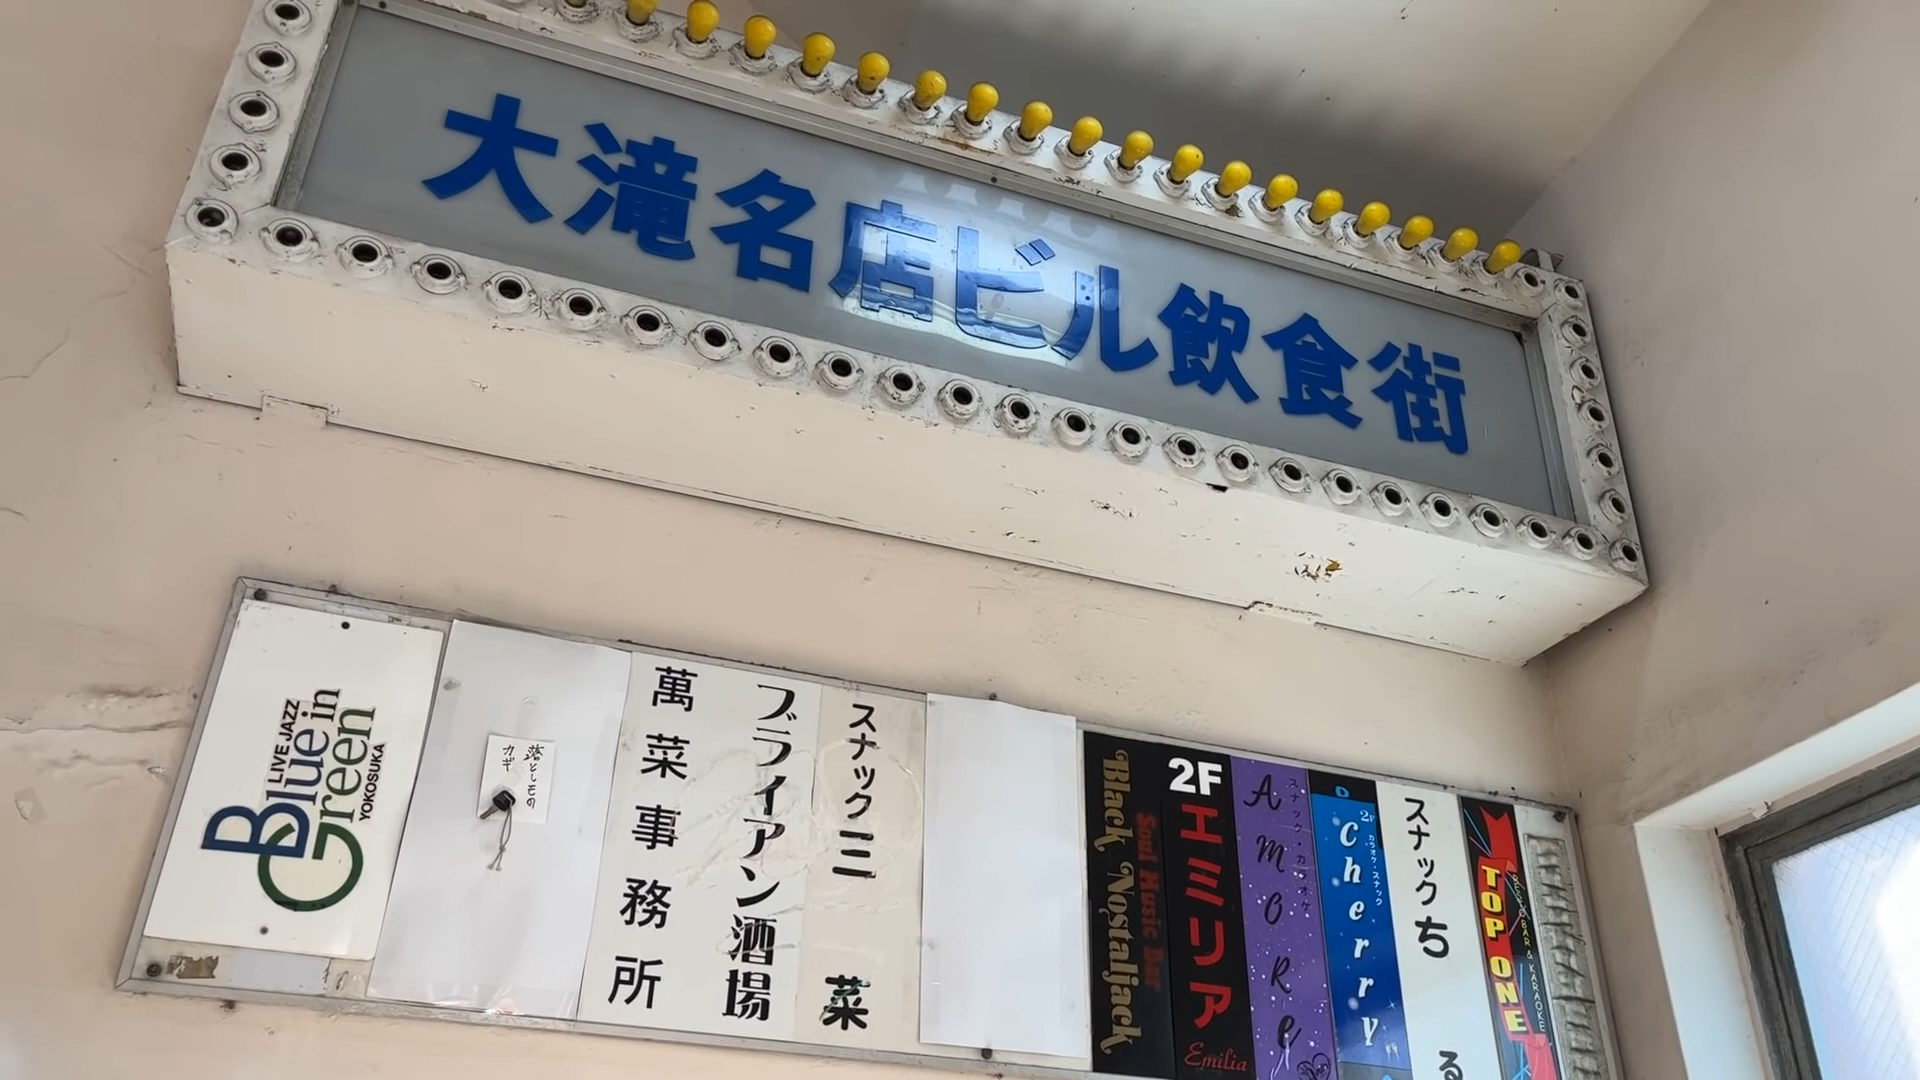 大滝名店ビル飲食街
LIVE JAZZ
Blue in
Green
YOKOSUKA
落としもの
カギ
萬菜事務所
ブライアン酒場
スナック三菜
Black Nostaljack
Soul Music Bar
2F
エミリア
Emilia
AMORE
スナック・カラオケ
2F
cherry
カラオケ・スナック
スナックちる
TOP ONE
RESTOBAR & KARAOKE